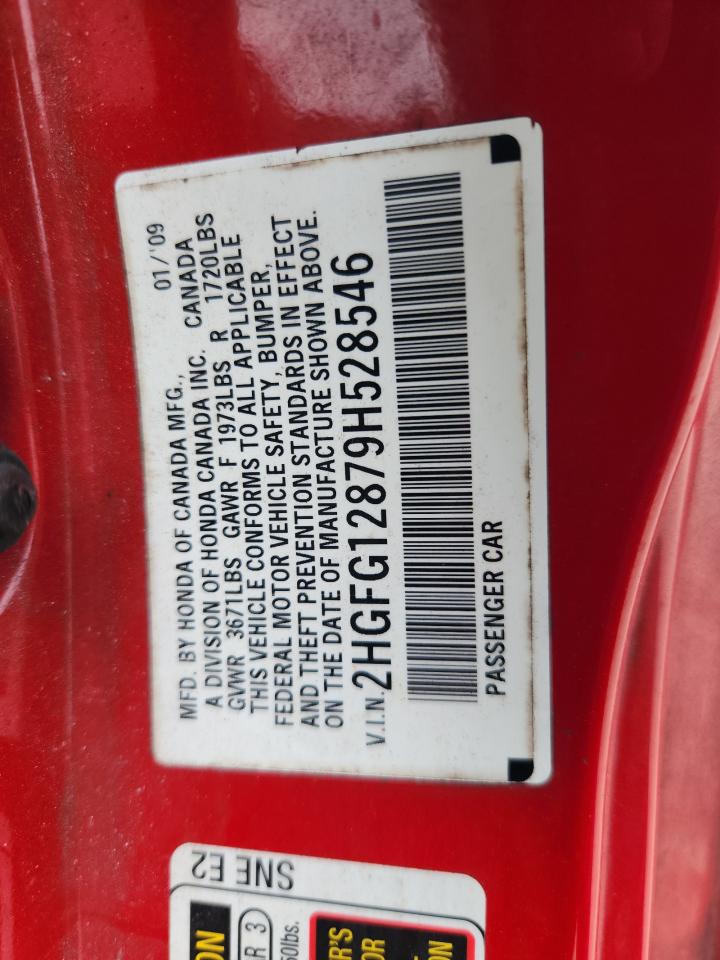 MFD. BY HONDA OF CANADA MFG., 01/'09
A DIVISION OF HONDA CANADA INC. CANADA
GVWR 3671LBS GAWR F 1973LBS R 1720LBS
THIS VEHICLE CONFORMS TO ALL APPLICABLE
FEDERAL MOTOR VEHICLE SAFETY, BUMPER,
AND THEFT PREVENTION STANDARDS IN EFFECT
ON THE DATE OF MANUFACTURE SHOWN ABOVE.
V.I.N. 2HGFG12879H528546
PASSENGER CAR
SNE E2